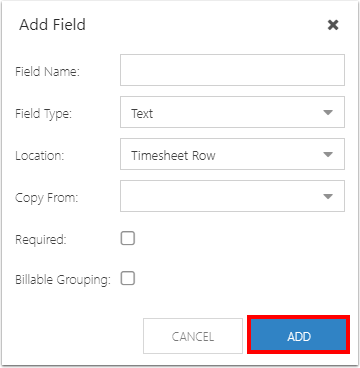 Add Field
Field Name:
Field Type: Text
Location: Timesheet Row
Copy From:
Required:
Billable Grouping:
CANCEL ADD